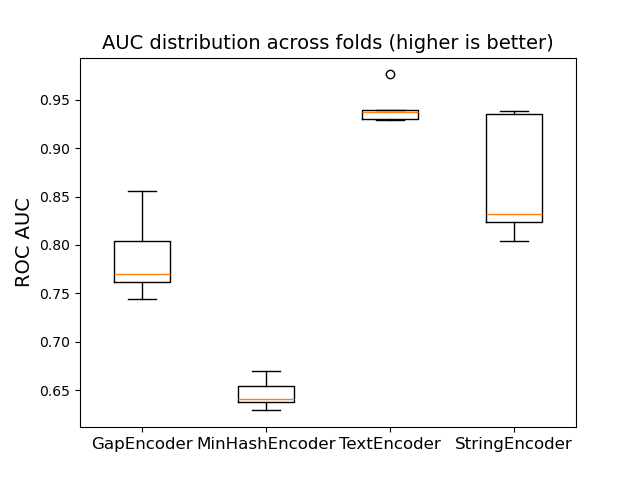 AUC distribution across folds (higher is better)
ROC AUC
0.95
0.90
0.85
0.80
0.75
0.70
0.65
GapEncoder MinHashEncoder TextEncoder StringEncoder